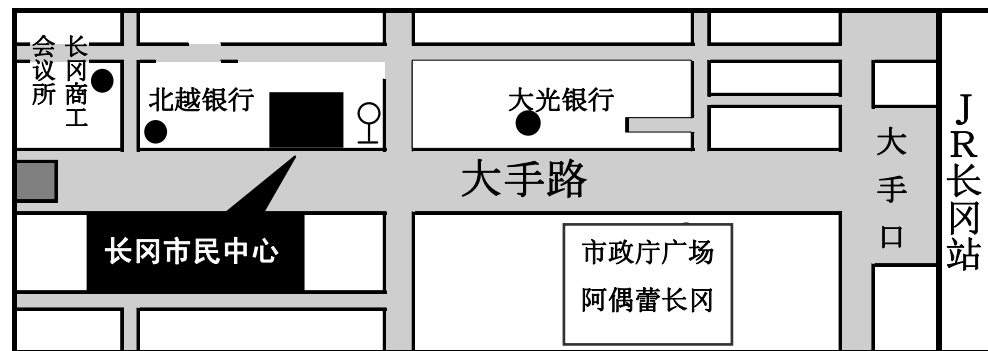 长冈商工
会议所
北越银行
大光银行
大手路
大手口
JR长冈站
长冈市民中心
市政厅广场
阿偶蕾长冈